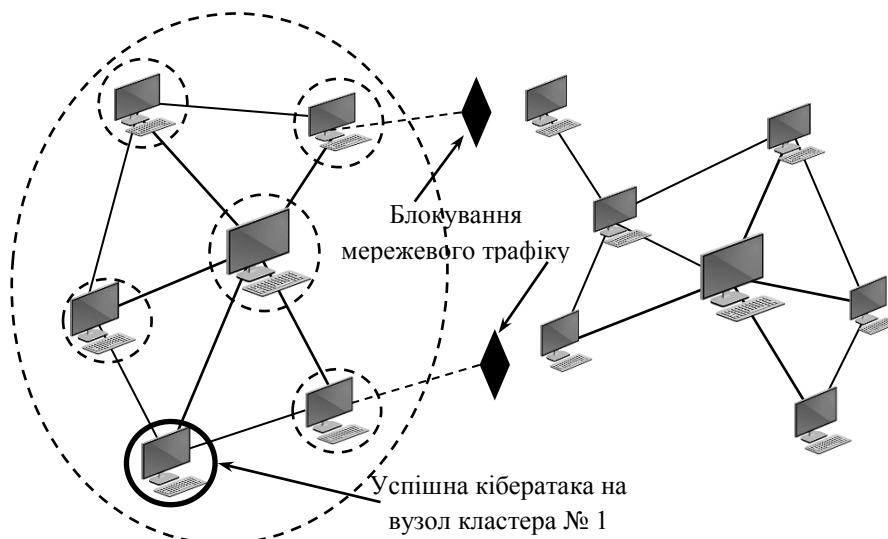 Блокування
мережевого трафіку
Успішна кібератака на
вузол кластера № 1